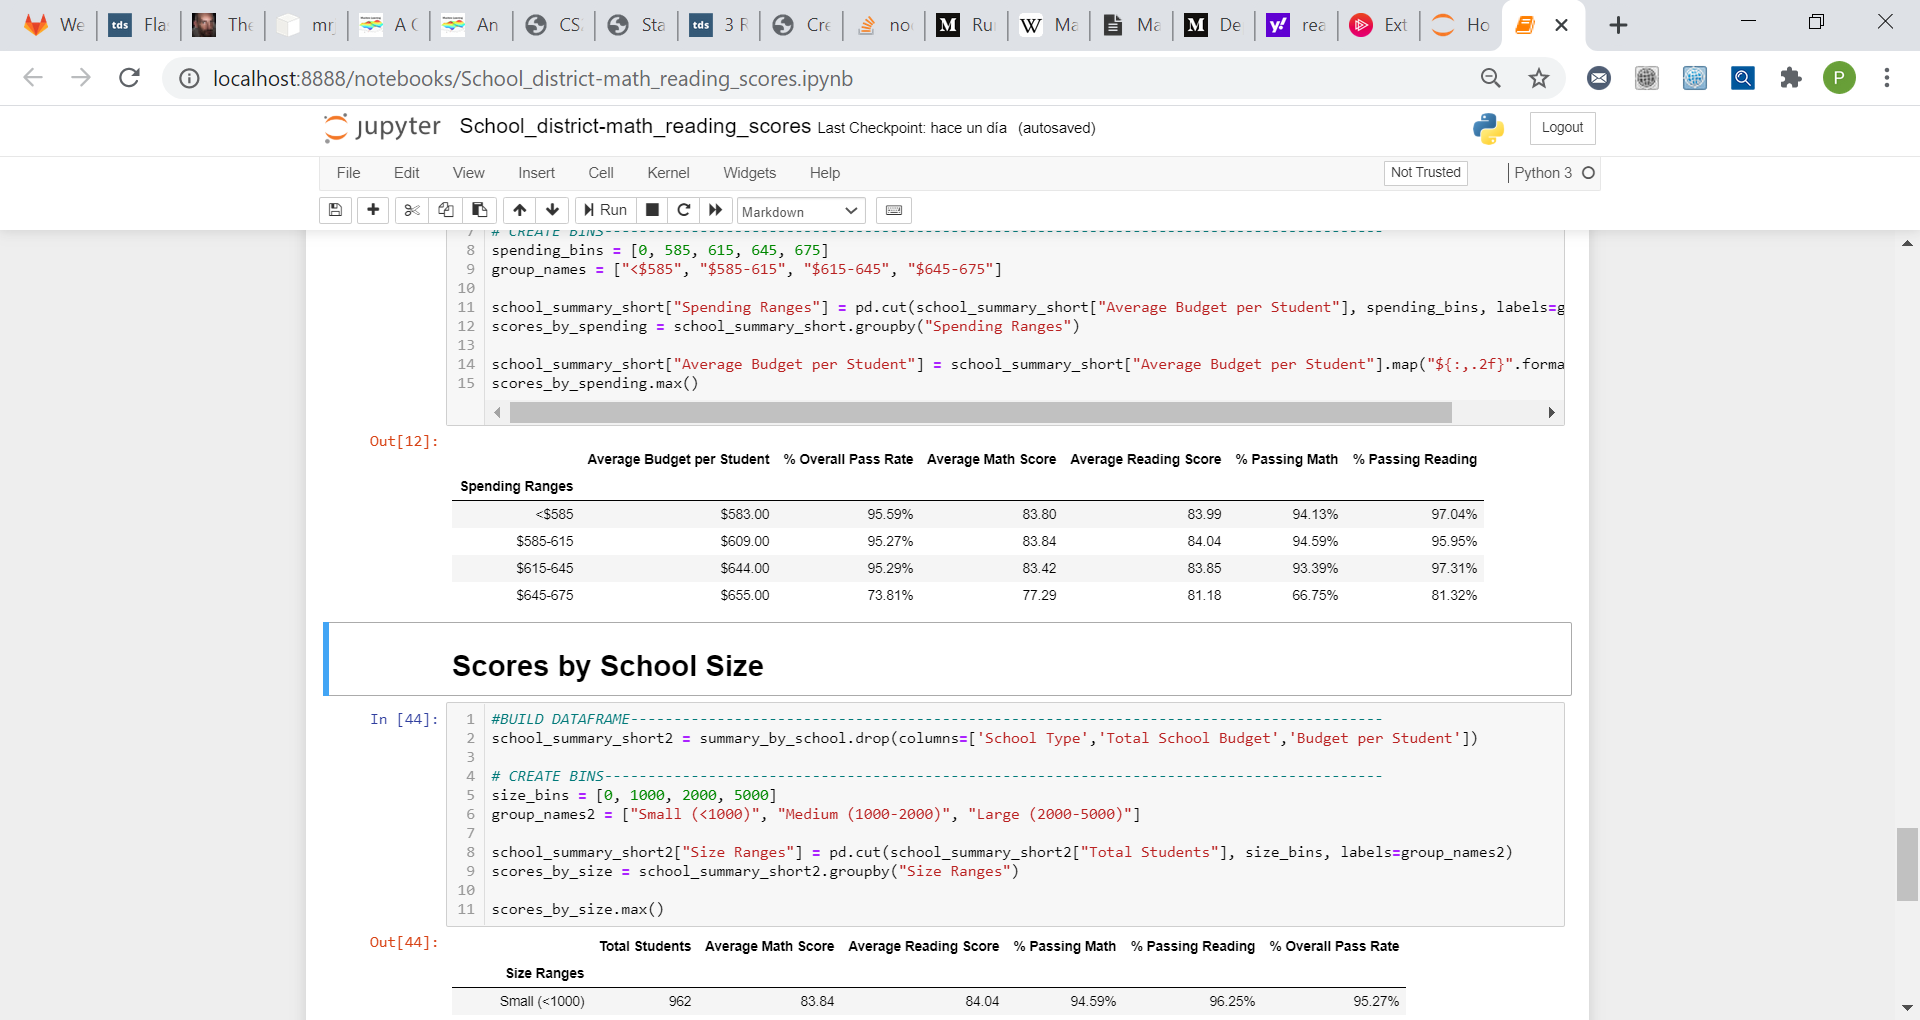 We
tds Fla
The
mr
A C
An
CS
Sta
tds 3 R
Cre
no
M Ru
W Ma
Ma
M De
y! rea
Ext
Ho
localhost:8888/notebooks/School_district-math_reading_scores.ipynb
P
jupyter School_district-math_reading_scores Last Checkpoint: hace un día (autosaved)
Logout
File Edit View Insert Cell Kernel Widgets Help
Not Trusted
Python 3
Run
Markdown
7 # CREATE BINS------------------------------------------------------------------------------------------
8 spending_bins = [0, 585, 615, 645, 675]
9 group_names = ["<$585", "$585-615", "$615-645", "$645-675"]
10
11 school_summary_short["Spending Ranges"] = pd.cut(school_summary_short["Average Budget per Student"], spending_bins, labels=g
12 scores_by_spending = school_summary_short.groupby("Spending Ranges")
13
14 school_summary_short["Average Budget per Student"] = school_summary_short["Average Budget per Student"].map("${:,.2f}".forma
15 scores_by_spending.max()
Out[12]:
Average Budget per Student % Overall Pass Rate Average Math Score Average Reading Score % Passing Math % Passing Reading
Spending Ranges
<$585 $583.00 95.59% 83.80 83.99 94.13% 97.04%
$585-615 $609.00 95.27% 83.84 84.04 94.59% 95.95%
$615-645 $644.00 95.29% 83.42 83.85 93.39% 97.31%
$645-675 $655.00 73.81% 77.29 81.18 66.75% 81.32%
Scores by School Size
In [44]:
1 #BUILD DATAFRAME---------------------------------------------------------------------------------------
2 school_summary_short2 = summary_by_school.drop(columns=['School Type','Total School Budget','Budget per Student'])
3
4 # CREATE BINS------------------------------------------------------------------------------------------
5 size_bins = [0, 1000, 2000, 5000]
6 group_names2 = ["Small (<1000)", "Medium (1000-2000)", "Large (2000-5000)"]
7
8 school_summary_short2["Size Ranges"] = pd.cut(school_summary_short2["Total Students"], size_bins, labels=group_names2)
9 scores_by_size = school_summary_short2.groupby("Size Ranges")
10
11 scores_by_size.max()
Out[44]:
Total Students Average Math Score Average Reading Score % Passing Math % Passing Reading % Overall Pass Rate
Size Ranges
Small (<1000) 962 83.84 84.04 94.59% 96.25% 95.27%